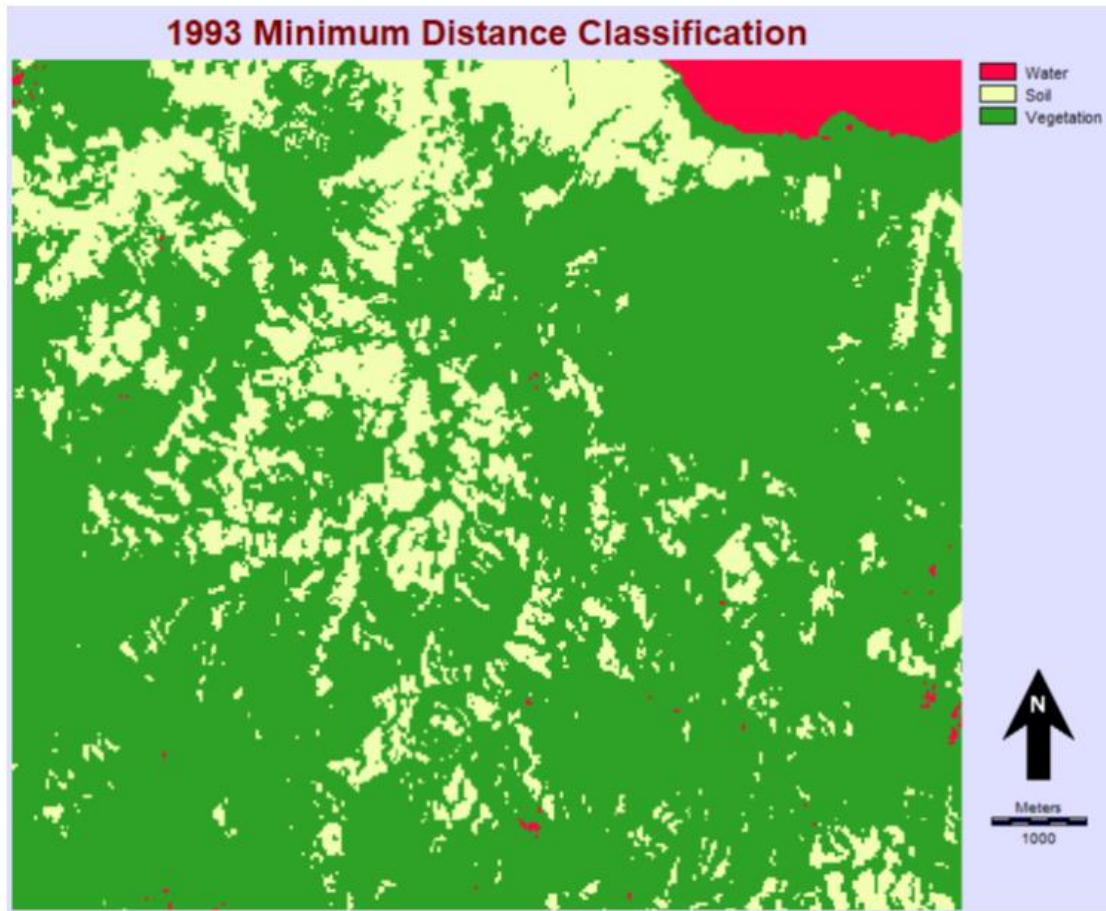 1993 Minimum Distance Classification
Water
Soil
Vegetation
N
Meters
1000